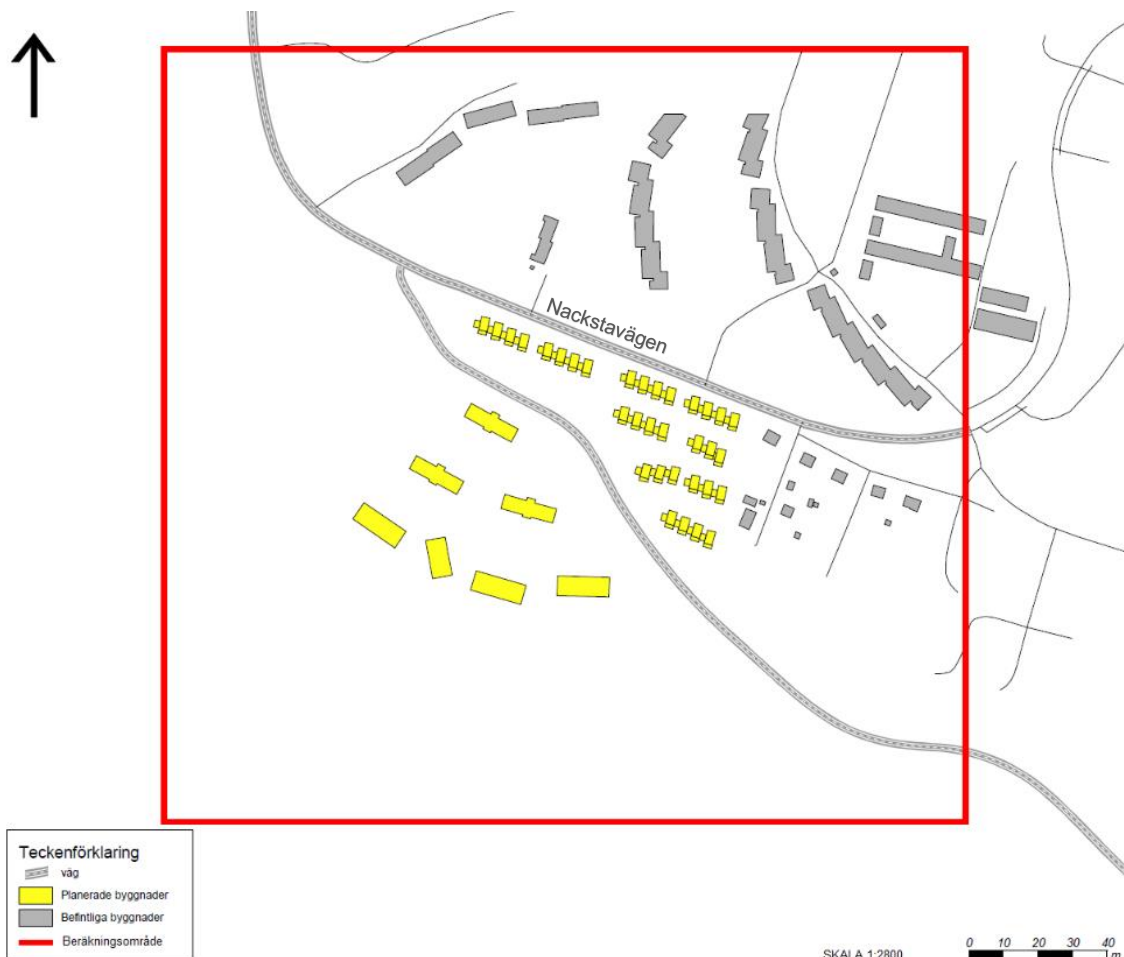 Nackstavägen
Teckenförklaring
väg
Planerade byggnader
Befintliga byggnader
Beräkningsområde
SKALA 1:2800
0 10 20 30 40
m